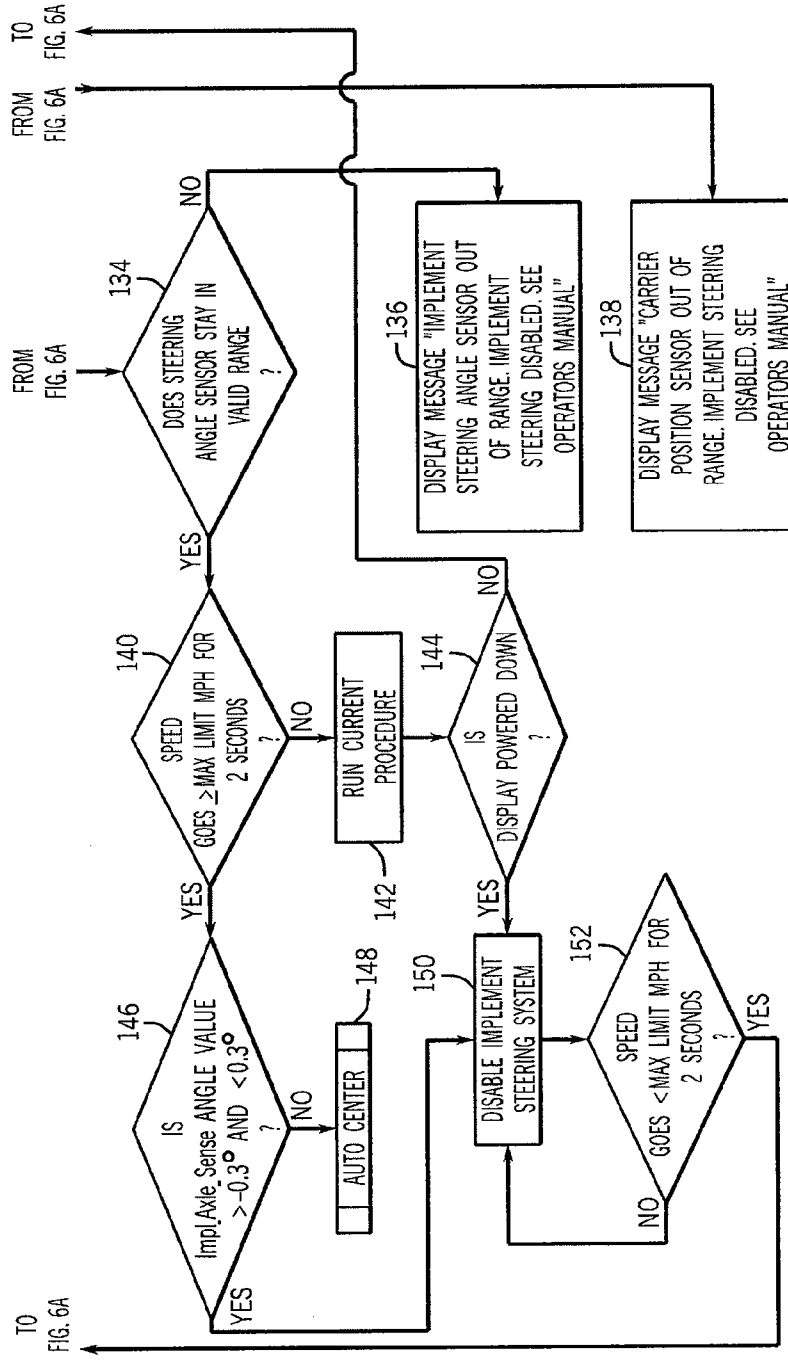 TO
FIG. 6A
FROM
FIG. 6A
FROM
FIG. 6A
TO
FIG. 6A
146
IS
Impl_Axle_Sense ANGLE VALUE
>-0.3° AND <0.3°
?
YES
NO
148
AUTO CENTER
140
SPEED
GOES ≥MAX LIMIT MPH FOR
2 SECONDS
?
YES
NO
134
DOES STEERING
ANGLE SENSOR STAY IN
VALID RANGE
?
YES
NO
142
RUN CURRENT
PROCEDURE
144
IS
DISPLAY POWERED DOWN
?
YES
NO
150
DISABLE IMPLEMENT
STEERING SYSTEM
152
SPEED
GOES <MAX LIMIT MPH FOR
2 SECONDS
?
NO
YES
136
DISPLAY MESSAGE "IMPLEMENT
STEERING ANGLE SENSOR OUT
OF RANGE. IMPLEMENT
STEERING DISABLED. SEE
OPERATORS MANUAL"
138
DISPLAY MESSAGE "CARRIER
POSITION SENSOR OUT OF
RANGE. IMPLEMENT STEERING
DISABLED. SEE
OPERATORS MANUAL"